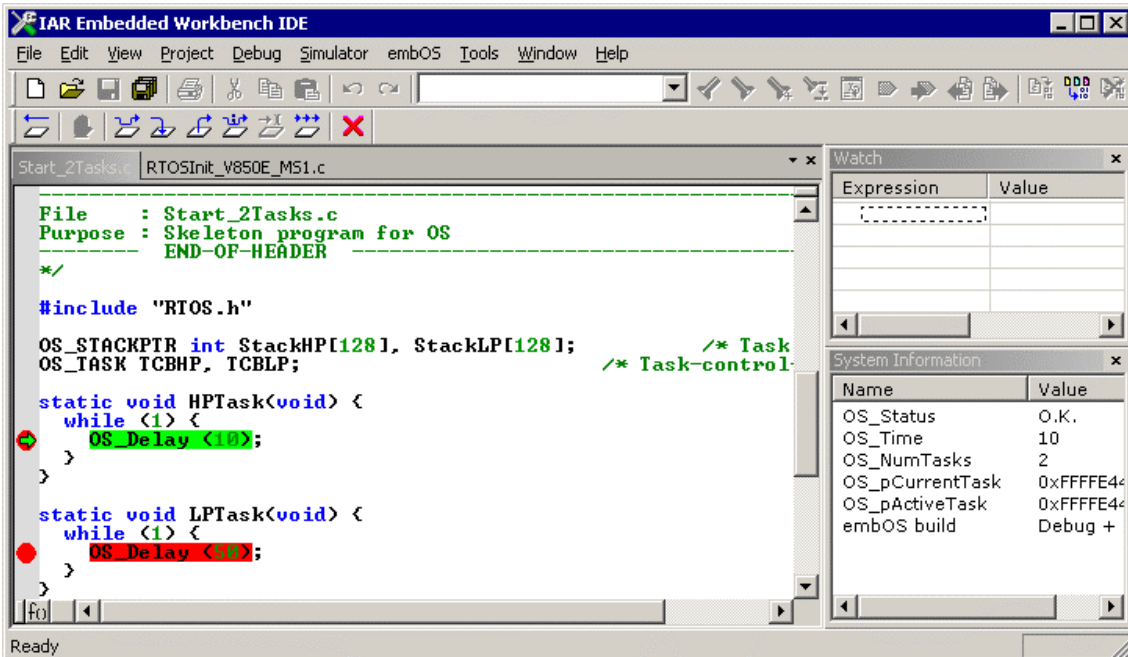 IAR Embedded Workbench IDE
File Edit View Project Debug Simulator embOS Tools Window Help
Start_2Tasks.c RTOSInit_V850E_MS1.c
File    : Start_2Tasks.c
Purpose : Skeleton program for OS
-------- END-OF-HEADER --------
*/
#include "RTOS.h"
OS_STACKPTR int StackHP[128], StackLP[128]; /* Task
OS_TASK TCBHP, TCBLP; /* Task-control-
static void HPTask(void) {
while (1) {
OS_Delay (10);
}
}
static void LPTask(void) {
while (1) {
OS_Delay (50);
}
}
f()
Ready
Watch
Expression Value
System Information
Name Value
OS_Status O.K.
OS_Time 10
OS_NumTasks 2
OS_pCurrentTask 0xFFFFE44
OS_pActiveTask 0xFFFFE44
embOS build Debug +